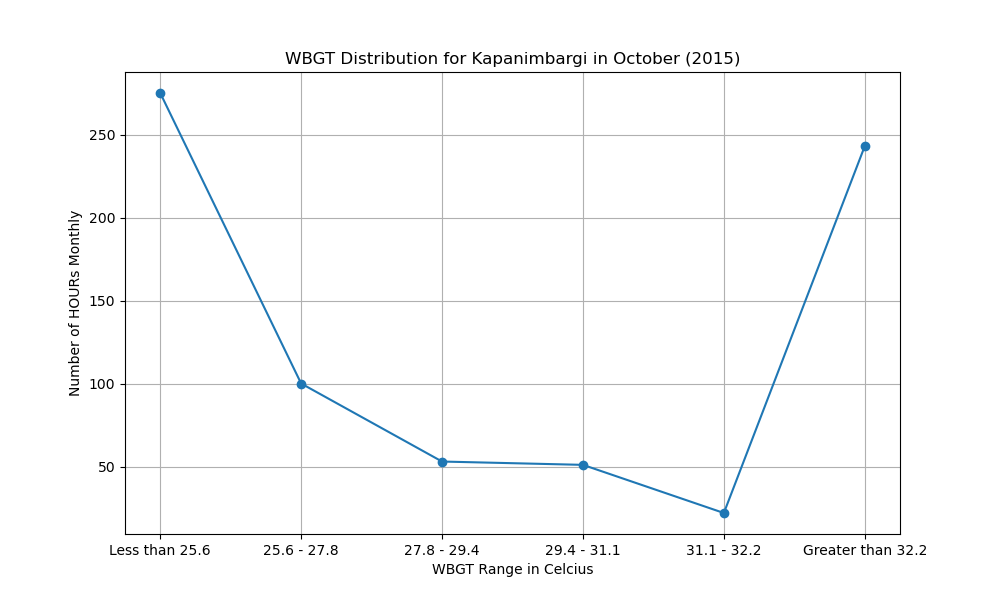 WBGT Distribution for Kapanimbargi in October (2015)
Number of HOURs Monthly
250
200
150
100
50
Less than 25.6
25.6 - 27.8
27.8 - 29.4
29.4 - 31.1
31.1 - 32.2
Greater than 32.2
WBGT Range in Celcius